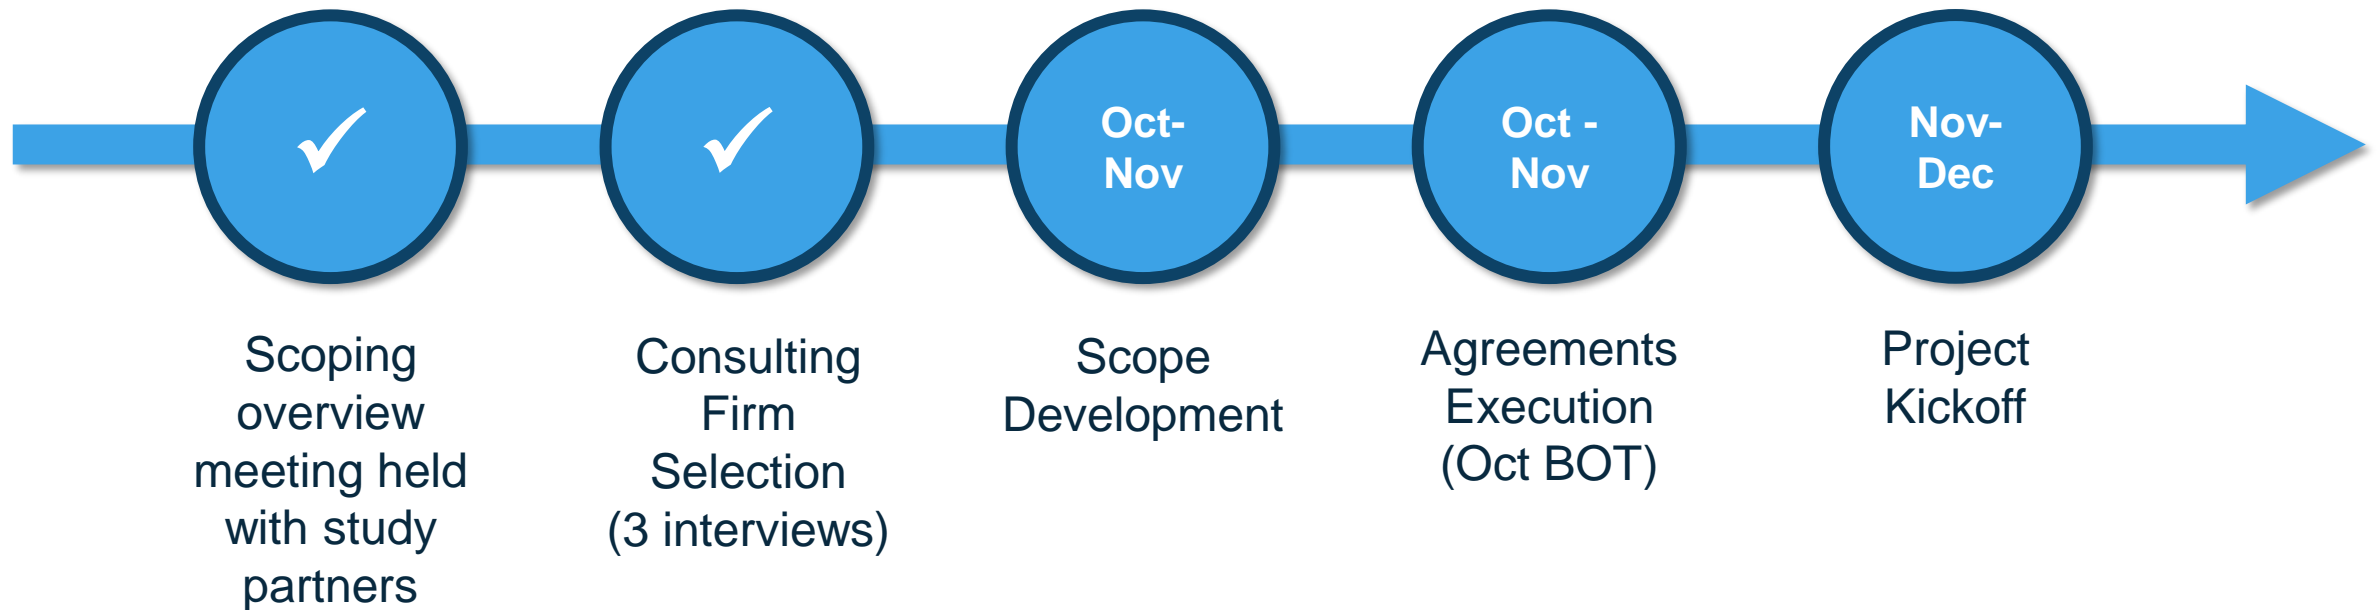 ✓
✓
Oct-
Nov
Oct -
Nov
Nov-
Dec
Scoping
overview
meeting held
with study
partners
Consulting
Firm
Selection
(3 interviews)
Scope
Development
Agreements
Execution
(Oct BOT)
Project
Kickoff